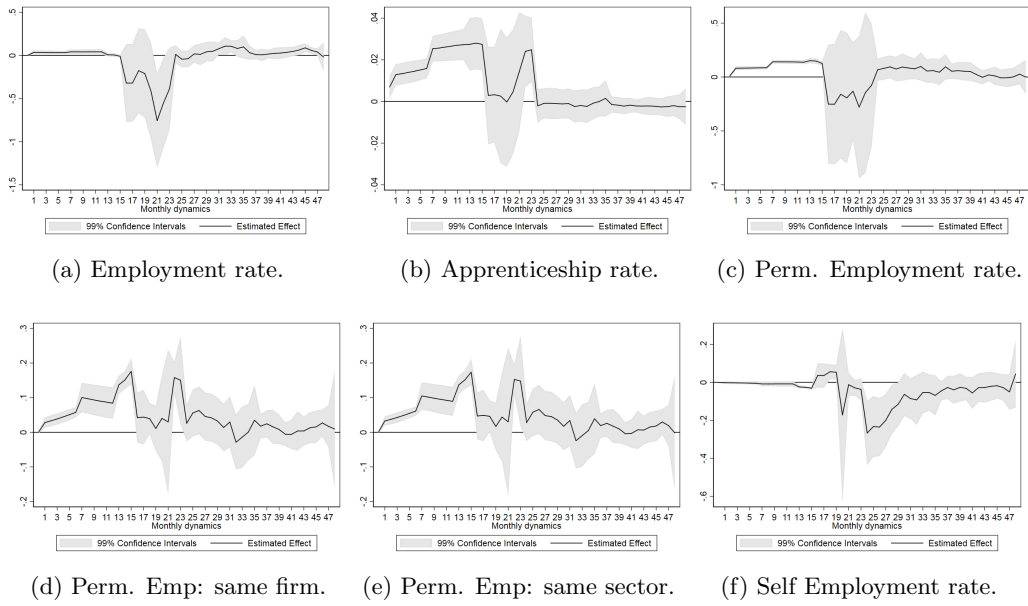 .5
0
-.5
-1
-1.5
1 3 5 7 9 11 13 15 17 19 21 23 25 27 29 31 33 35 37 39 41 43 45 47
Monthly dynamics
99% Confidence Intervals Estimated Effect
(a) Employment rate.
.04
.02
0
-.02
-.04
1 3 5 7 9 11 13 15 17 19 21 23 25 27 29 31 33 35 37 39 41 43 45 47
Monthly dynamics
99% Confidence Intervals Estimated Effect
(b) Apprenticeship rate.
.5
0
-.5
-1
1 3 5 7 9 11 13 15 17 19 21 23 25 27 29 31 33 35 37 39 41 43 45 47
Monthly dynamics
99% Confidence Intervals Estimated Effect
(c) Perm. Employment rate.
.3
.2
.1
0
-.1
-.2
1 3 5 7 9 11 13 15 17 19 21 23 25 27 29 31 33 35 37 39 41 43 45 47
Monthly dynamics
99% Confidence Intervals Estimated Effect
(d) Perm. Emp: same firm.
.3
.2
.1
0
-.1
-.2
1 3 5 7 9 11 13 15 17 19 21 23 25 27 29 31 33 35 37 39 41 43 45 47
Monthly dynamics
99% Confidence Intervals Estimated Effect
(e) Perm. Emp: same sector.
.2
0
-.2
-.4
-.6
1 3 5 7 9 11 13 15 17 19 21 23 25 27 29 31 33 35 37 39 41 43 45 47
Monthly dynamics
99% Confidence Intervals Estimated Effect
(f) Self Employment rate.